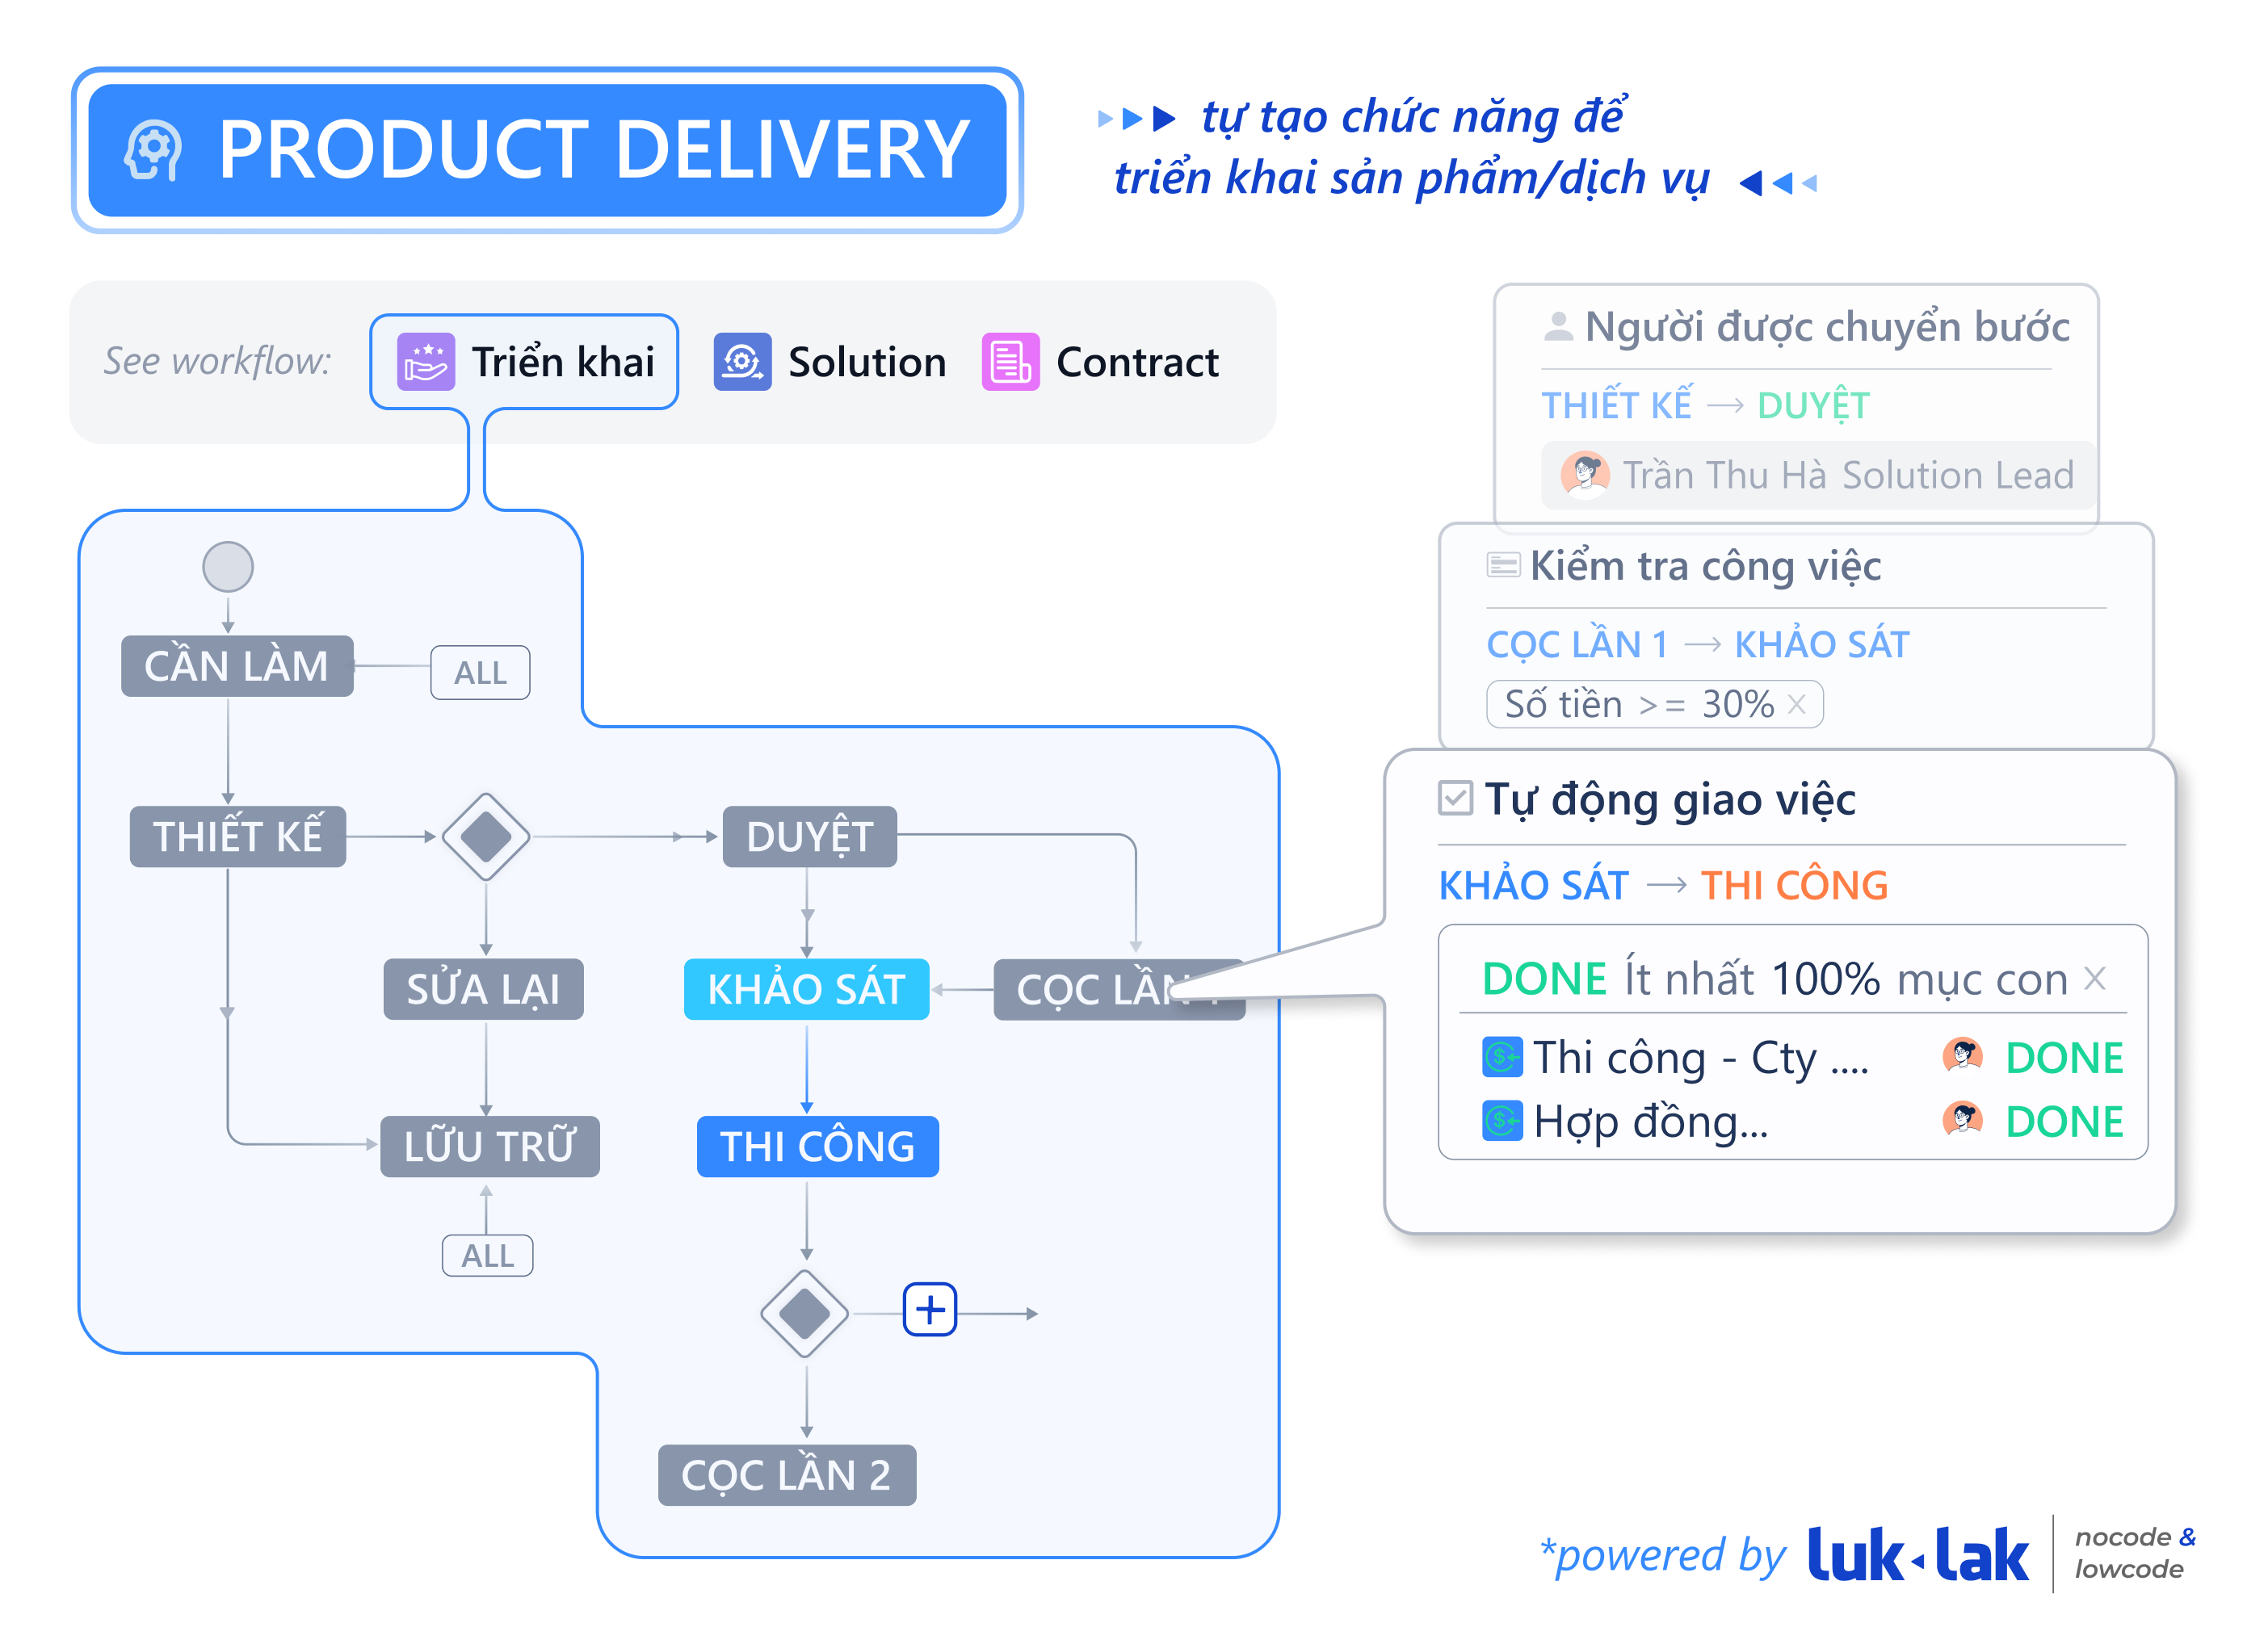 PRODUCT DELIVERY
tự tạo chức năng để
triển khai sản phẩm/dịch vụ
See workflow:
Triển khai
Solution
Contract
CẦN LÀM
ALL
THIẾT KẾ
DUYỆT
SỬA LẠI
KHẢO SÁT
CỌC LẦN
LỮU TRỮ
THI CÔNG
ALL
CỌC LẦN 2
Người được chuyển bước
THIẾT KẾ → DUYỆT
Trần Thu Hà Solution Lead
Kiểm tra công việc
CỌC LẦN 1 → KHẢO SÁT
Số tiền >= 30% X
Tự động giao việc
KHẢO SÁT → THI CÔNG
DONE Ít nhất 100% mục con X
Thi công - Cty .... DONE
Hợp đồng... DONE
*powered by luk lak
nocode &
lowcode